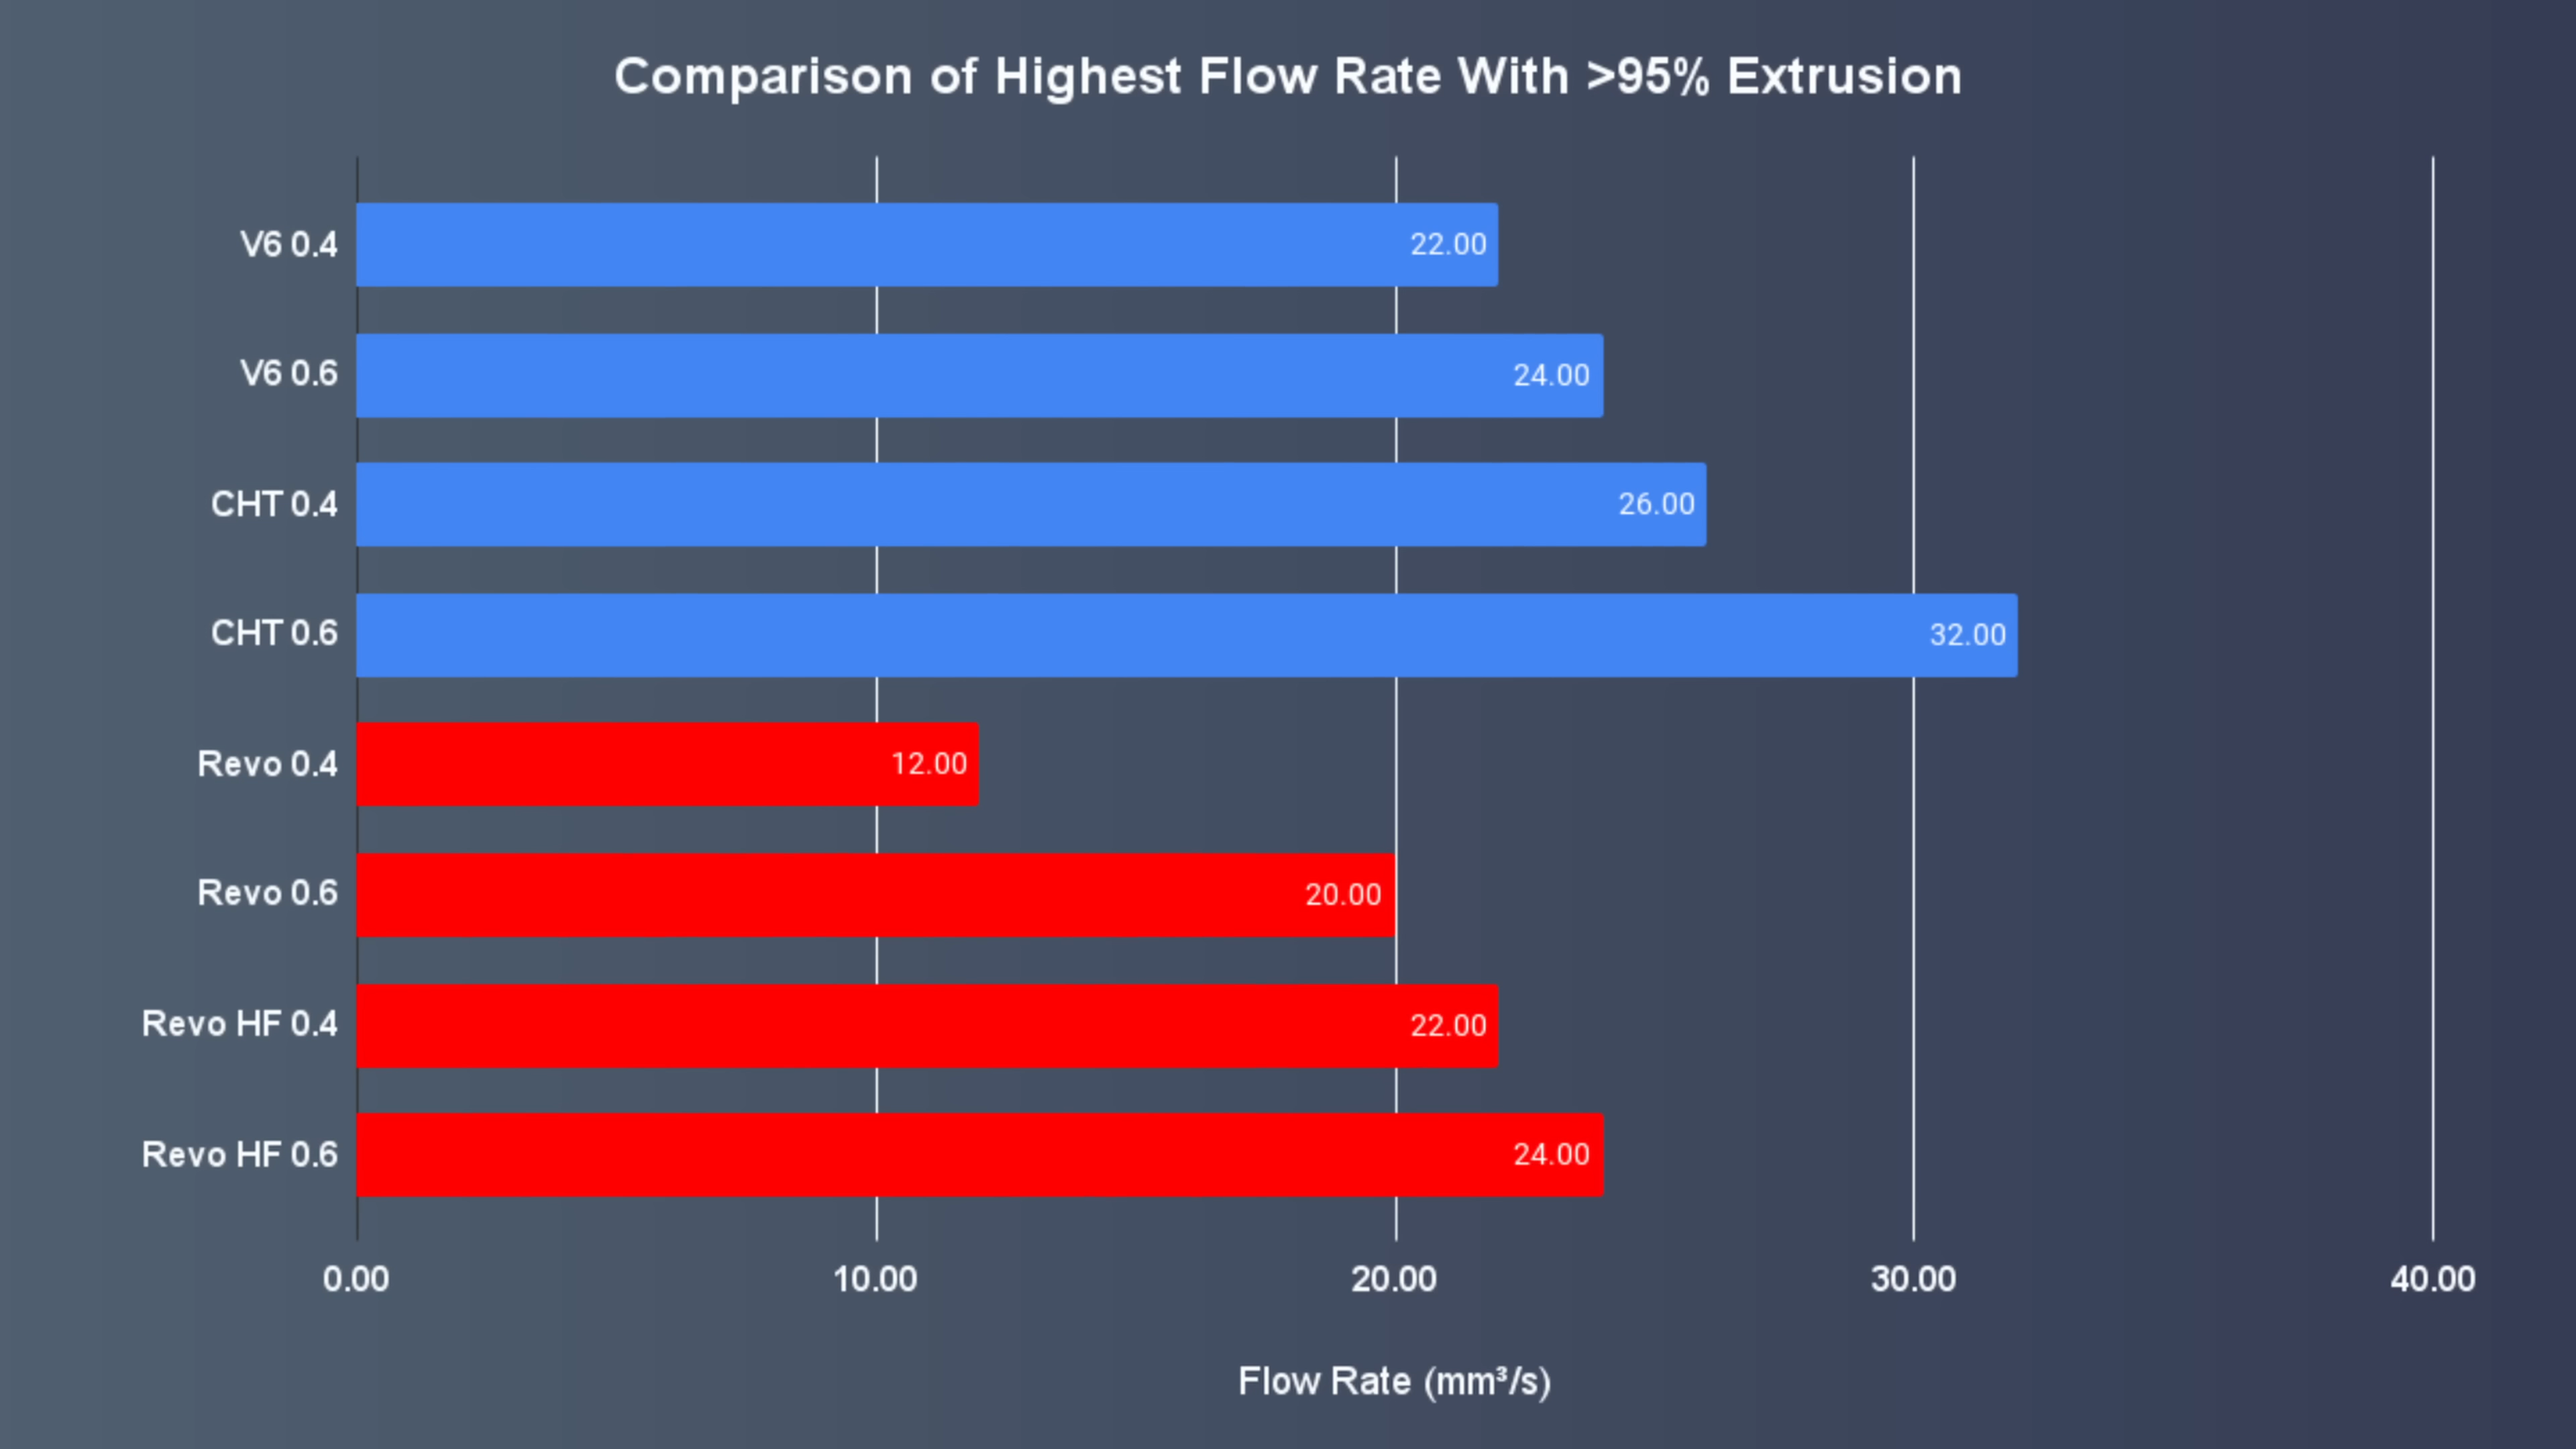 Comparison of Highest Flow Rate With >95% Extrusion
V6 0.4 22.00
V6 0.6 24.00
CHT 0.4 26.00
CHT 0.6 32.00
Revo 0.4 12.00
Revo 0.6 20.00
Revo HF 0.4 22.00
Revo HF 0.6 24.00
0.00 10.00 20.00 30.00 40.00
Flow Rate (mm³/s)